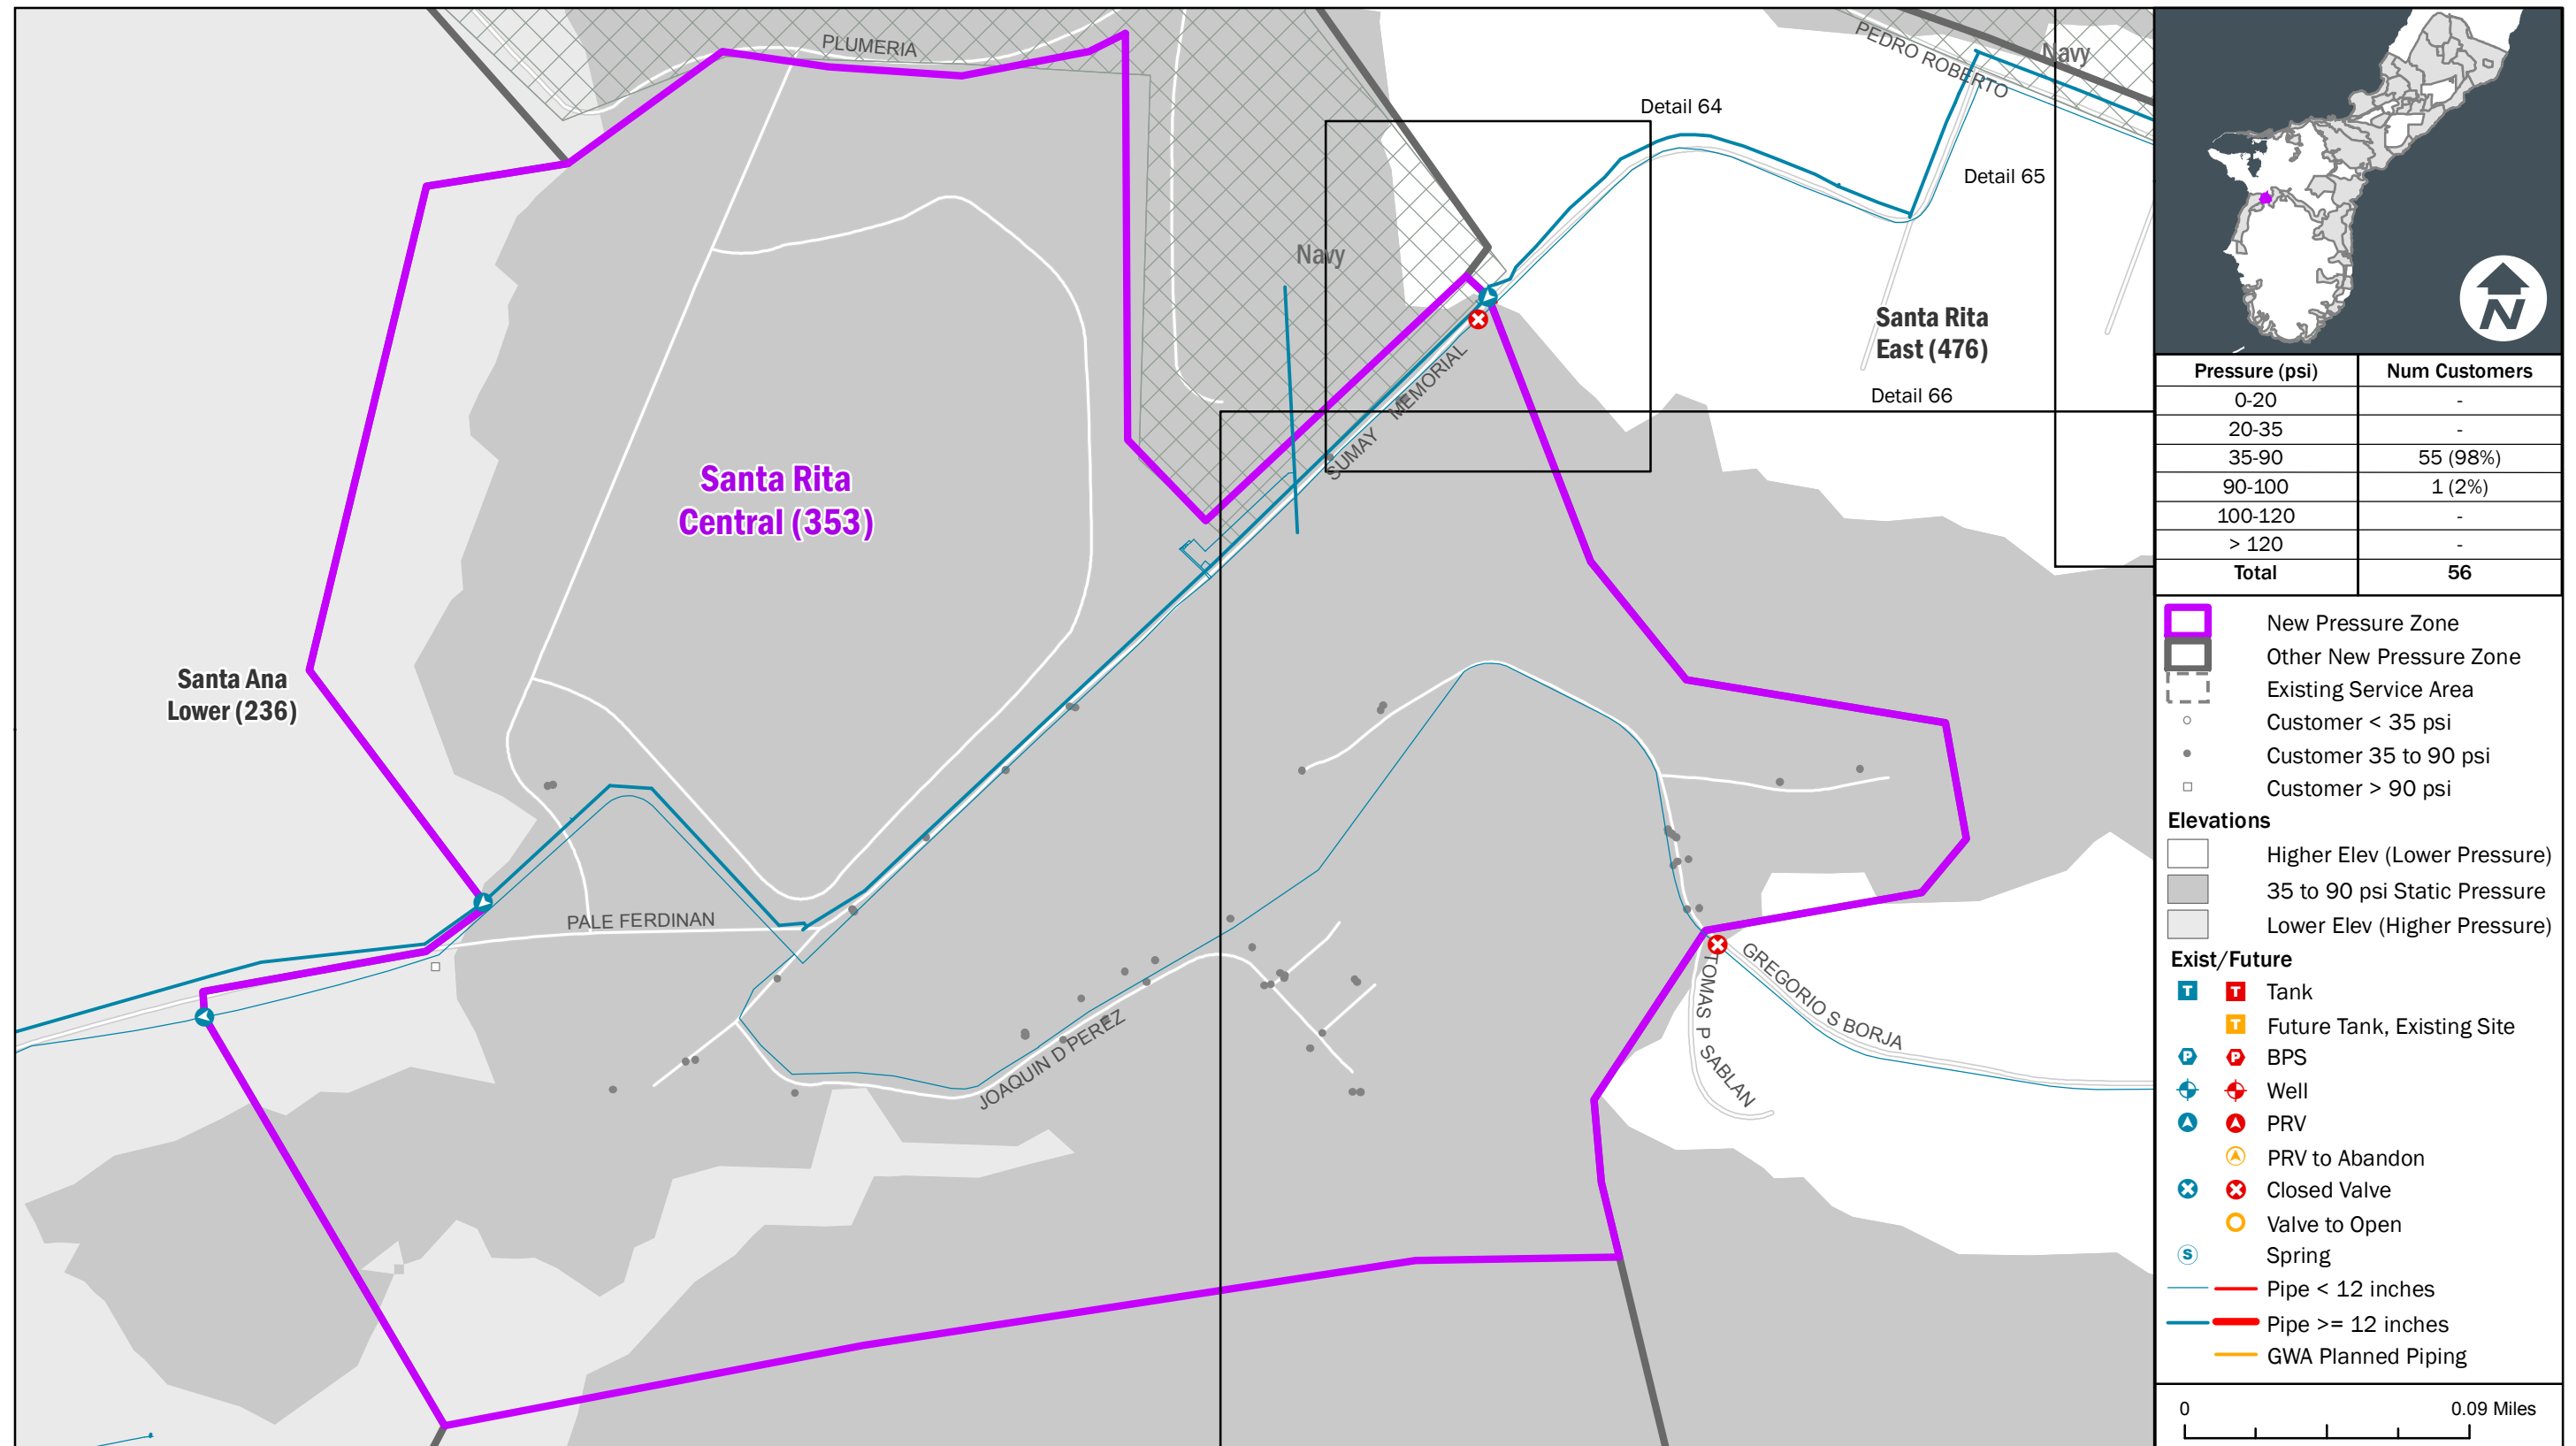 PLUMERIA
PEDRO ROBERTO
Navy
Detail 64
Detail 65
Navy
Santa Rita
East (476)
Detail 66
SUMAY MEMORIAL
Santa Rita
Central (353)
Santa Ana
Lower (236)
PALE FERDINAN
JOAQUIN D PEREZ
TOMAS P SABLAN
GREGORIO S BORJA
N
Pressure (psi) Num Customers
0-20 -
20-35 -
35-90 55 (98%)
90-100 1 (2%)
100-120 -
> 120 -
Total 56
New Pressure Zone
Other New Pressure Zone
Existing Service Area
Customer < 35 psi
Customer 35 to 90 psi
Customer > 90 psi
Elevations
Higher Elev (Lower Pressure)
35 to 90 psi Static Pressure
Lower Elev (Higher Pressure)
Exist/Future
T T Tank
T Future Tank, Existing Site
P P BPS
Well
PRV
PRV to Abandon
Closed Valve
Valve to Open
S Spring
Pipe < 12 inches
Pipe >= 12 inches
GWA Planned Piping
0 0.09 Miles